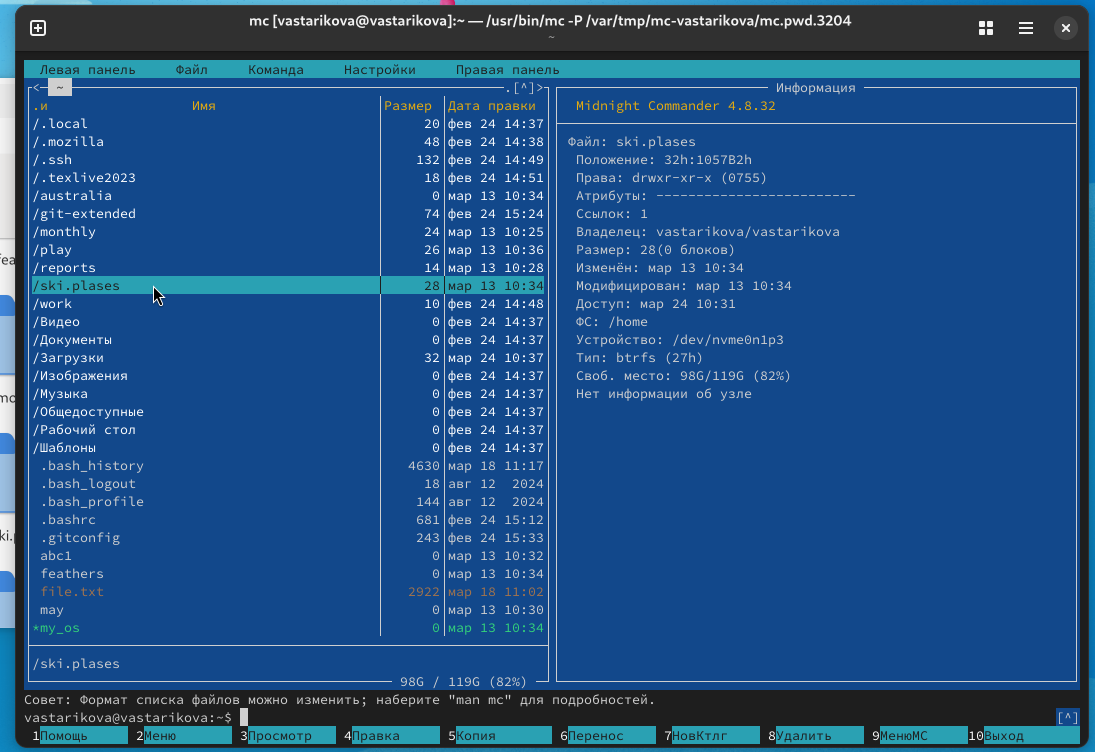 mc [vastarikova@vastarikova]:~ — /usr/bin/mc -P /var/tmp/mc-vastarikova/mc.pwd.3204
~
Левая панель Файл Команда Настройки Правая панель
<─ ~ .[^]>
.и Имя Размер Дата правки
/.local 20 фев 24 14:37
/.mozilla 48 фев 24 14:38
/.ssh 132 фев 24 14:49
/.texlive2023 18 фев 24 14:51
/australia 0 мар 13 10:34
/git-extended 74 фев 24 15:24
/monthly 24 мар 13 10:25
/play 26 мар 13 10:36
/reports 14 мар 13 10:28
/ski.plases 28 мар 13 10:34
/work 10 фев 24 14:48
/Видео 0 фев 24 14:37
/Документы 0 фев 24 14:37
/Загрузки 32 мар 24 10:37
/Изображения 0 фев 24 14:37
/Музыка 0 фев 24 14:37
/Общедоступные 0 фев 24 14:37
/Рабочий стол 0 фев 24 14:37
/Шаблоны 0 фев 24 14:37
.bash_history 4630 мар 18 11:17
.bash_logout 18 авг 12 2024
.bash_profile 144 авг 12 2024
.bashrc 681 фев 24 15:12
.gitconfig 243 фев 24 15:33
abc1 0 мар 13 10:32
feathers 0 мар 13 10:34
file.txt 2922 мар 18 11:02
may 0 мар 13 10:30
*my_os 0 мар 13 10:34
/ski.plases
98G / 119G (82%)
Информация
Midnight Commander 4.8.32
Файл: ski.plases
Положение: 32h:1057B2h
Права: drwxr-xr-x (0755)
Атрибуты: -------------------------
Ссылок: 1
Владелец: vastarikova/vastarikova
Размер: 28(0 блоков)
Изменён: мар 13 10:34
Модифицирован: мар 13 10:34
Доступ: мар 24 10:31
ФС: /home
Устройство: /dev/nvme0n1p3
Тип: btrfs (27h)
Своб. место: 98G/119G (82%)
Нет информации об узле
Совет: Формат списка файлов можно изменить; наберите "man mc" для подробностей.
vastarikova@vastarikova:~$ [^]
1Помощь 2Меню 3Просмотр 4Правка 5Копия 6Перенос 7НовКтлг 8Удалить 9МенюМС 10Выход